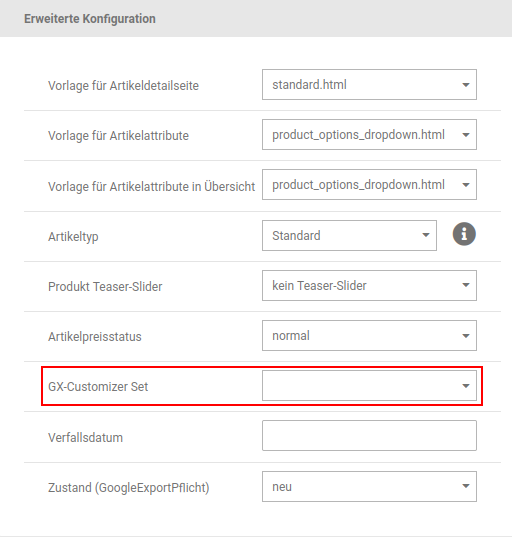 Erweiterte Konfiguration
Vorlage für Artikeldetailseite standard.html
Vorlage für Artikelattribute product_options_dropdown.html
Vorlage für Artikelattribute in Übersicht product_options_dropdown.html
Artikeltyp Standard
Produkt Teaser-Slider kein Teaser-Slider
Artikelpreisstatus normal
GX-Customizer Set
Verfallsdatum
Zustand (GoogleExportPflicht) neu